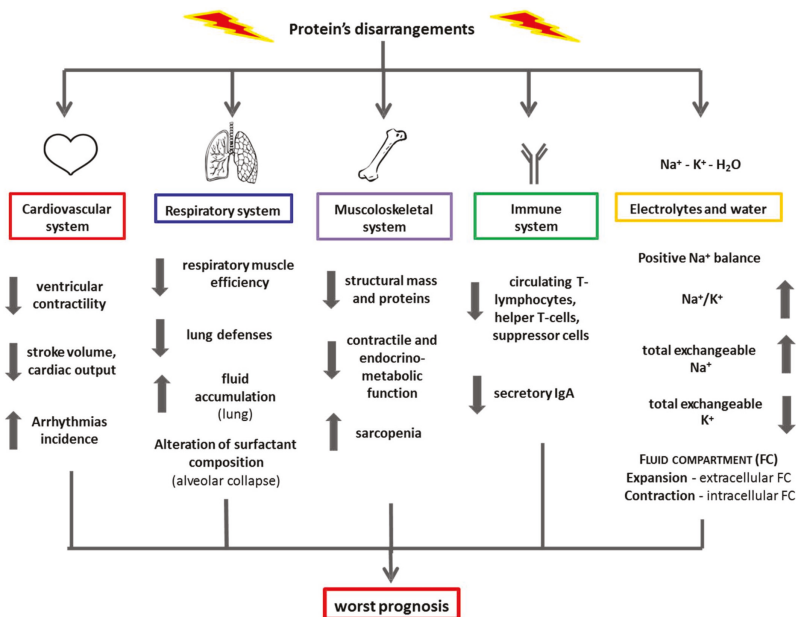 Protein's disarrangements
Na⁺ - K⁺ - H₂O
Cardiovascular
system
Respiratory system
Muscoloskeletal
system
Immune
system
Electrolytes and water
ventricular
contractility
stroke volume,
cardiac output
Arrhythmias
incidence
respiratory muscle
efficiency
lung defenses
fluid
accumulation
(lung)
Alteration of surfactant
composition
(alveolar collapse)
structural mass
and proteins
contractile and
endocrino-
metabolic
function
sarcopenia
circulating T-
lymphocytes,
helper T-cells,
suppressor cells
secretory IgA
Positive Na⁺ balance
Na⁺/K⁺
total exchangeable
Na⁺
total exchangeable
K⁺
FLUID COMPARTMENT (FC)
Expansion - extracellular FC
Contraction - intracellular FC
worst prognosis